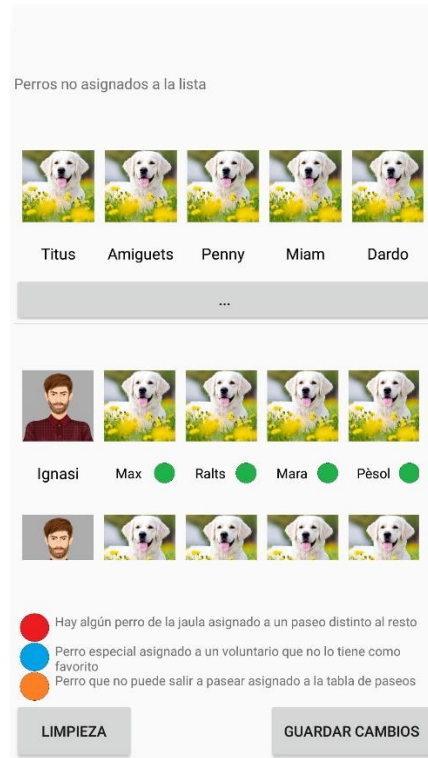 Perros no asignados a la lista
Titus Amiguets Penny Miam Dardo
...
Ignasi Max Ralts Mara Pèsol
Hay algún perro de la jaula asignado a un paseo distinto al resto
Perro especial asignado a un voluntario que no lo tiene como
favorito
Perro que no puede salir a pasear asignado a la tabla de paseos
LIMPIEZA GUARDAR CAMBIOS